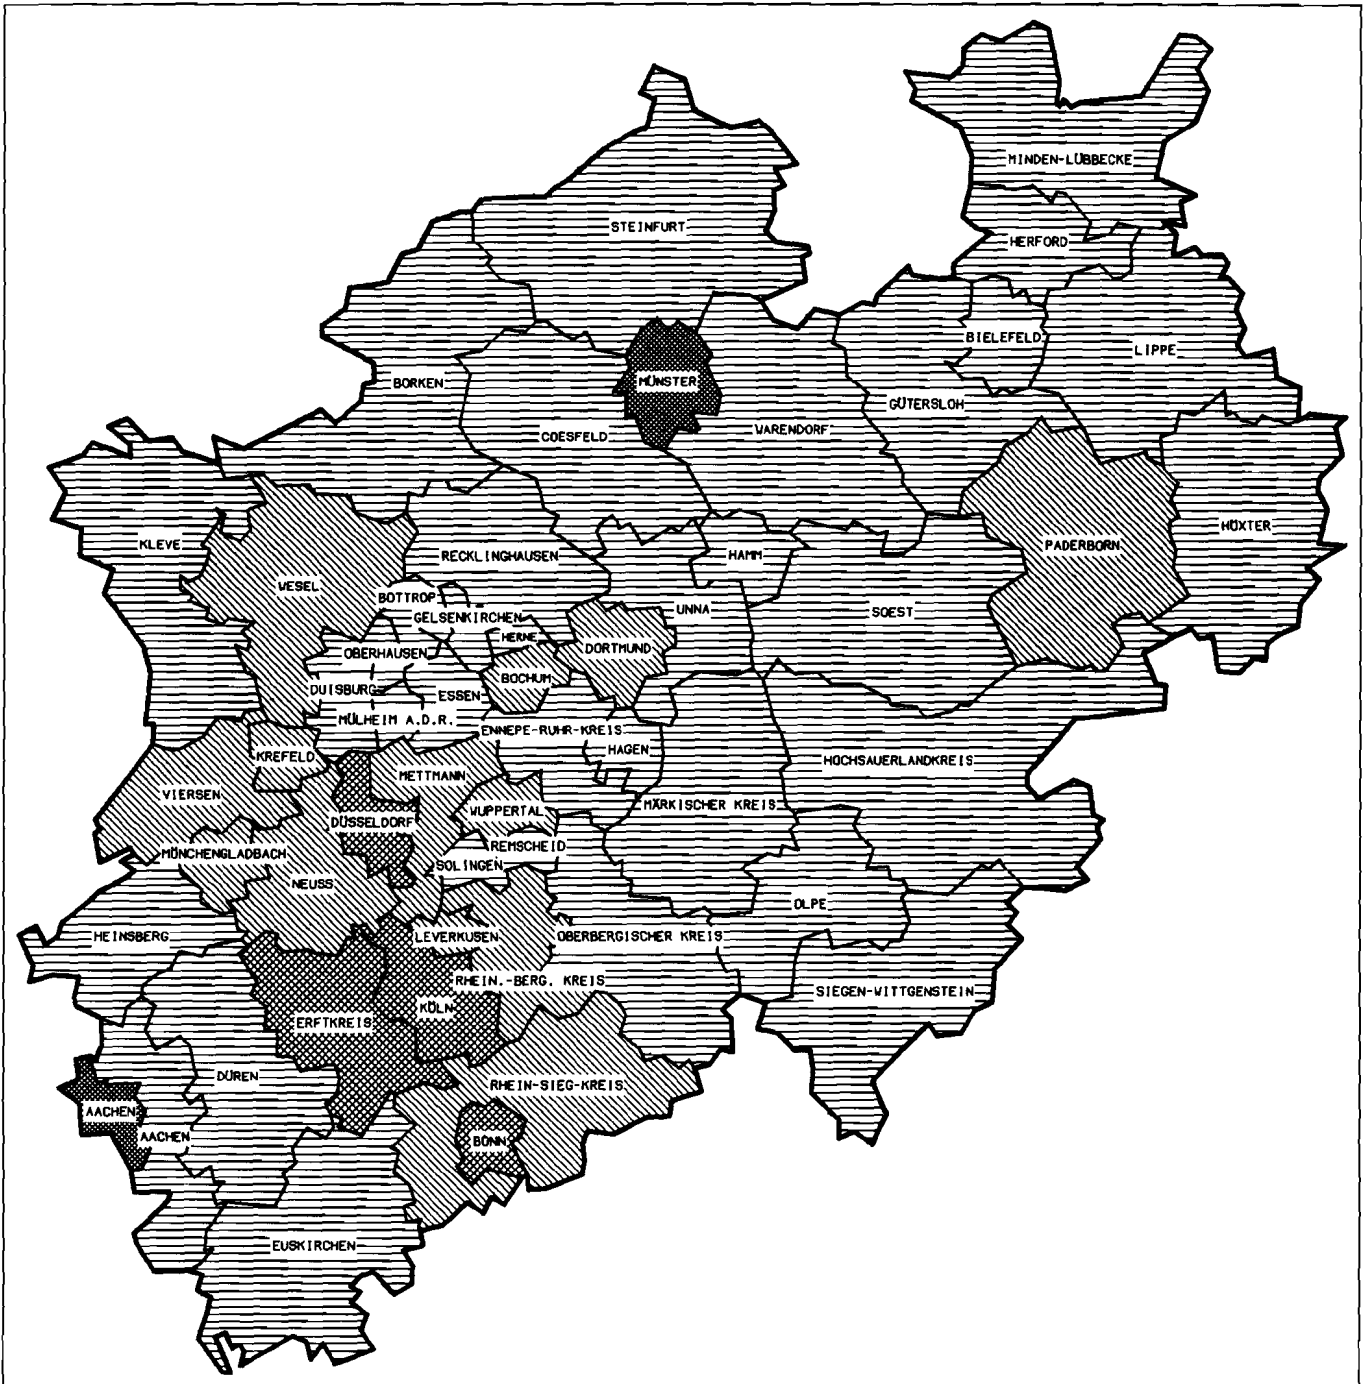 MINDEN-LÜBBECKE
STEINFURT
HERFORD
BIELEFELD
LIPPE
MÜNSTER
BORKEN
GÜTERSLOH
WARENDORF
COESFELD
HÖXTER
KLEVE
PADERBORN
RECKLINGHAUSEN
HAMM
WESEL
BOTTROP
UNNA
SOEST
GELSENKIRCHEN
HERNE
DORTMUND
OBERHAUSEN
BOCHUM
DUISBURG
ESSEN
MÜLHEIM A.D.R.
ENNEPE-RUHR-KREIS
HAGEN
KREFELD
HOCHSAUERLANDKREIS
METTMANN
VIERSEN
MÄRKISCHER KREIS
WUPPERTAL
DÜSSELDORF
REMSCHEID
MÖNCHENGLADBACH
SOLINGEN
NEUSS
OLPE
HEINSBERG
LEVERKUSEN
OBERBERGISCHER KREIS
RHEIN.-BERG. KREIS
SIEGEN-WITTGENSTEIN
KÖLN
ERFTKREIS
DÜREN
RHEIN-SIEG-KREIS
AACHEN
AACHEN
BONN
EUSKIRCHEN